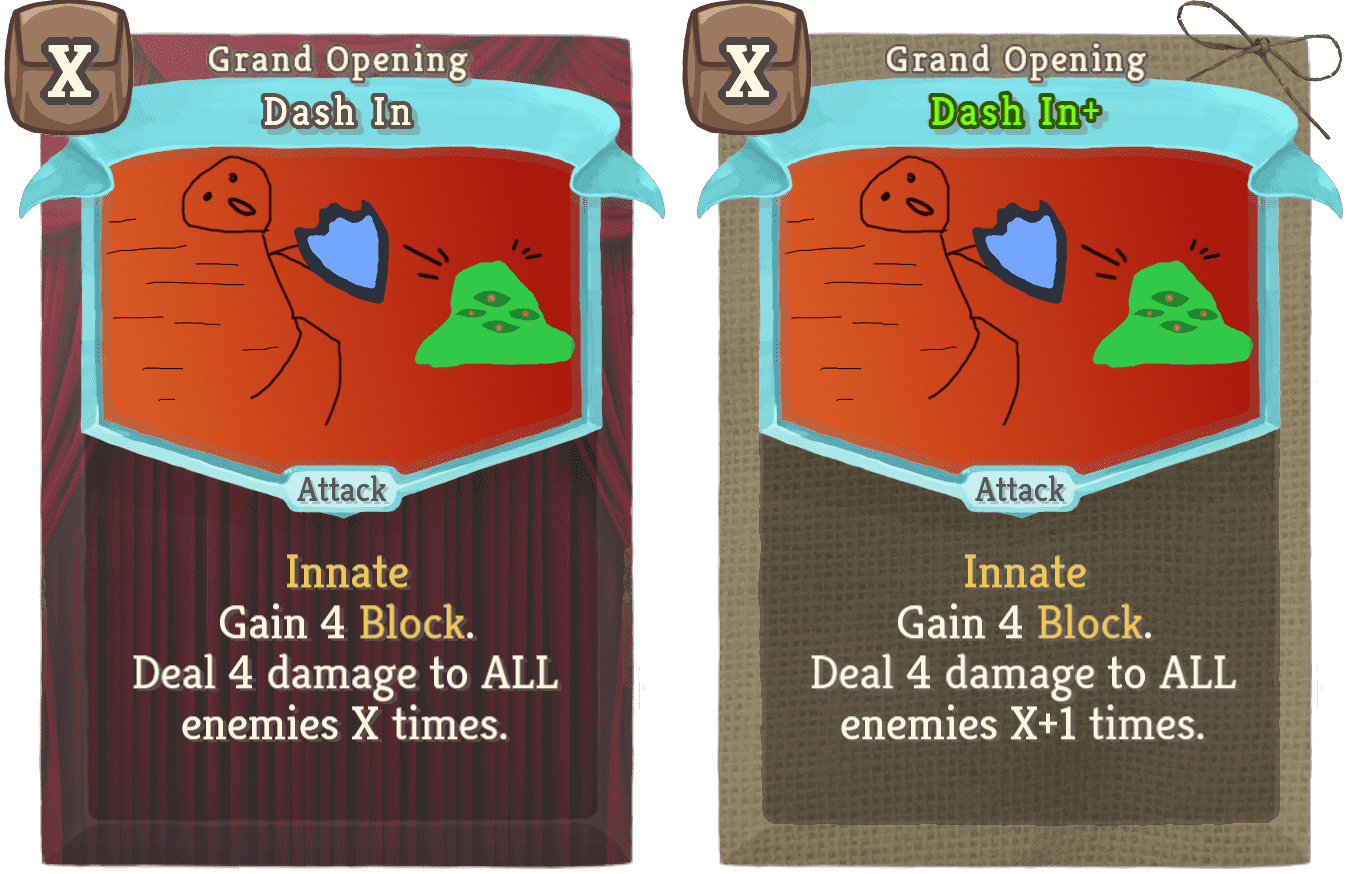 X
Grand Opening
Dash In
Attack
Innate
Gain 4 Block.
Deal 4 damage to ALL
enemies X times.
X
Grand Opening
Dash In+
Attack
Innate
Gain 4 Block.
Deal 4 damage to ALL
enemies X+1 times.